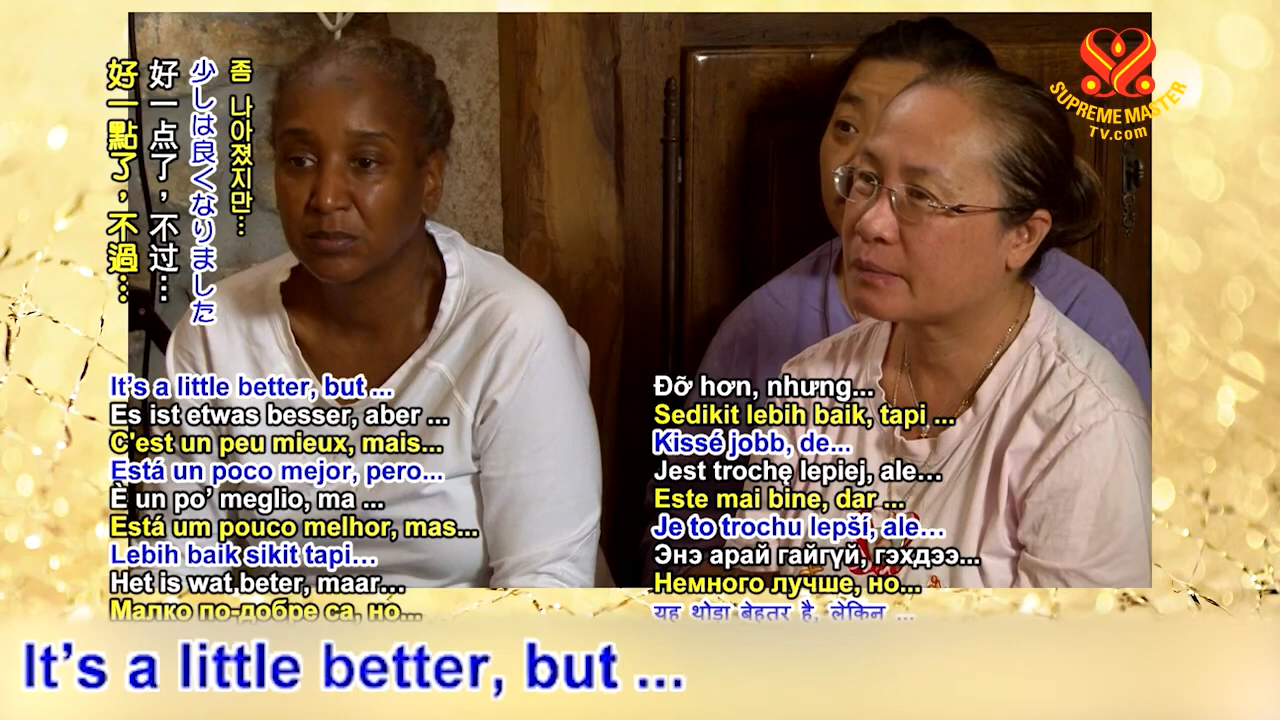 好一點了，不過…
好一点了，不过…
少しは良くなりました
좀 나아졌지만…
SUPREME MASTER
TV.com
It's a little better, but ...
Es ist etwas besser, aber ...
C'est un peu mieux, mais...
Está un poco mejor, pero...
È un po' meglio, ma ...
Está um pouco melhor, mas...
Lebih baik sikit tapi...
Het is wat beter, maar...
Малко по-добре са, но...
Đỡ hơn, nhưng...
Sedikit lebih baik, tapi ...
Kissé jobb, de...
Jest trochę lepiej, ale...
Este mai bine, dar ...
Je to trochu lepší, ale...
Энэ арай гайгүй, гэхдээ...
Немного лучше, но...
यह थोड़ा बेहतर है, लेकिन ...
It's a little better, but ...